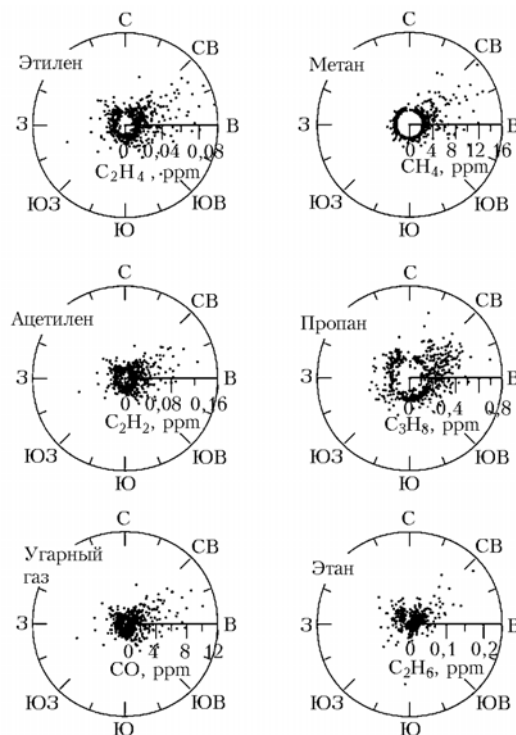 С
СВ
Этилен
З
В
0 0,04 0,08
C₂H₄, ppm
ЮЗ
ЮВ
Ю
С
СВ
Метан
З
В
0 4 8 12 16
CH₄, ppm
ЮЗ
ЮВ
Ю
С
СВ
Ацетилен
З
В
0 0,08 0,16
C₂H₂, ppm
ЮЗ
ЮВ
Ю
С
СВ
Пропан
З
В
0 0,4 0,8
C₃H₈, ppm
ЮЗ
ЮВ
Ю
С
СВ
Угарный
газ
З
В
0 4 8 12
CO, ppm
ЮЗ
ЮВ
Ю
С
СВ
Этан
З
В
0 0,1 0,2
C₂H₆, ppm
ЮЗ
ЮВ
Ю